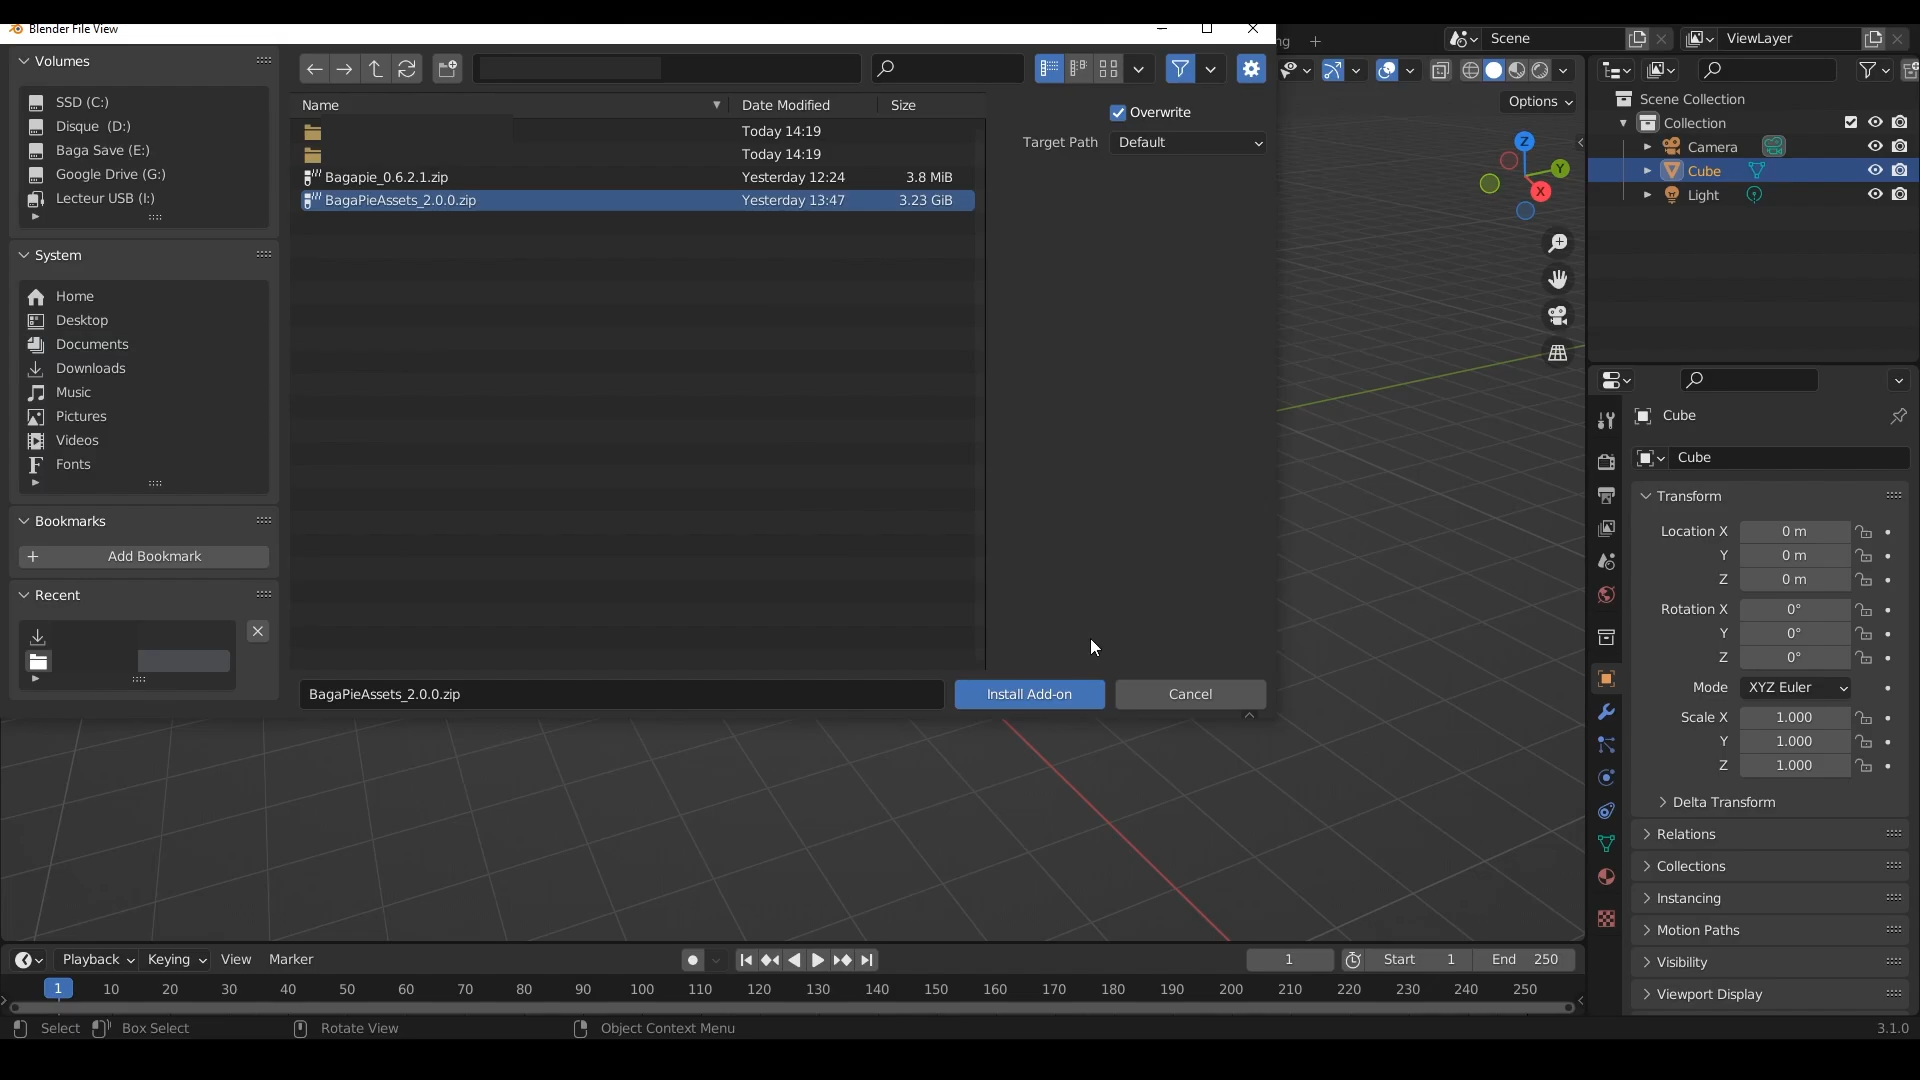 Blender File View
ng
Scene
ViewLayer
Volumes
SSD (C:)
Disque (D:)
Baga Save (E:)
Google Drive (G:)
Lecteur USB (I:)
System
Home
Desktop
Documents
Downloads
Music
Pictures
Videos
Fonts
Bookmarks
Add Bookmark
Recent
Name
Date Modified
Size
Today 14:19
Today 14:19
Bagapie_0.6.2.1.zip
Yesterday 12:24
3.8 MiB
BagaPieAssets_2.0.0.zip
Yesterday 13:47
3.23 GiB
Overwrite
Target Path
Default
BagaPieAssets_2.0.0.zip
Install Add-on
Cancel
Options
Z
Y
X
Scene Collection
Collection
Camera
Cube
Light
Cube
Cube
Transform
Location X
0 m
Y
0 m
Z
0 m
Rotation X
0°
Y
0°
Z
0°
Mode
XYZ Euler
Scale X
1.000
Y
1.000
Z
1.000
Delta Transform
Relations
Collections
Instancing
Motion Paths
Visibility
Viewport Display
Playback
Keying
View
Marker
1
Start 1
End 250
1 10 20 30 40 50 60 70 80 90 100 110 120 130 140 150 160 170 180 190 200 210 220 230 240 250
Select
Box Select
Rotate View
Object Context Menu
3.1.0